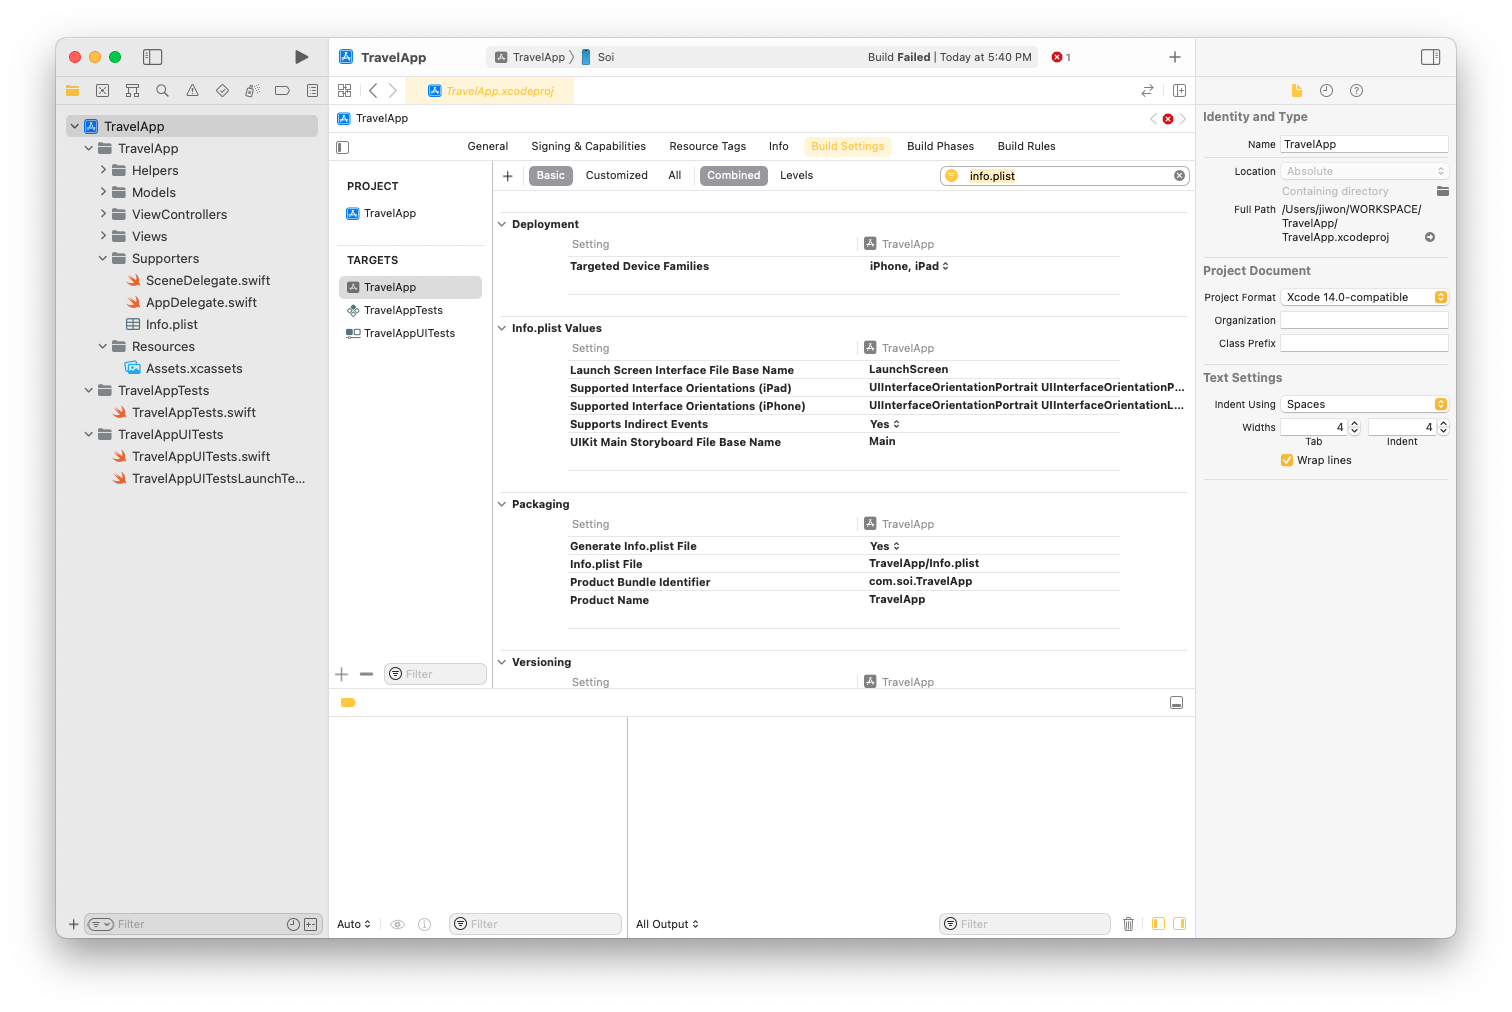 TravelApp
TravelApp
Soi
Build Failed | Today at 5:40 PM
1
TravelApp.xcodeproj
TravelApp
TravelApp
TravelApp
Helpers
Models
ViewControllers
Views
Supporters
SceneDelegate.swift
AppDelegate.swift
Info.plist
Resources
Assets.xcassets
TravelAppTests
TravelAppTests.swift
TravelAppUITests
TravelAppUITests.swift
TravelAppUITestsLaunchTe...
Filter
General Signing & Capabilities Resource Tags Info Build Settings Build Phases Build Rules
PROJECT
TravelApp
TARGETS
TravelApp
TravelAppTests
TravelAppUITests
Filter
Basic Customized All Combined Levels info.plist
Deployment
Setting TravelApp
Targeted Device Families iPhone, iPad
Info.plist Values
Setting TravelApp
Launch Screen Interface File Base Name LaunchScreen
Supported Interface Orientations (iPad) UIInterfaceOrientationPortrait UIInterfaceOrientationP...
Supported Interface Orientations (iPhone) UIInterfaceOrientationPortrait UIInterfaceOrientationL...
Supports Indirect Events Yes
UIKit Main Storyboard File Base Name Main
Packaging
Setting TravelApp
Generate Info.plist File Yes
Info.plist File TravelApp/Info.plist
Product Bundle Identifier com.soi.TravelApp
Product Name TravelApp
Versioning
Setting TravelApp
Auto
Filter
All Output
Filter
Identity and Type
Name TravelApp
Location Absolute
Containing directory
Full Path /Users/jiwon/WORKSPACE/
TravelApp/
TravelApp.xcodeproj
Project Document
Project Format Xcode 14.0-compatible
Organization
Class Prefix
Text Settings
Indent Using Spaces
Widths 4 4
Tab Indent
Wrap lines